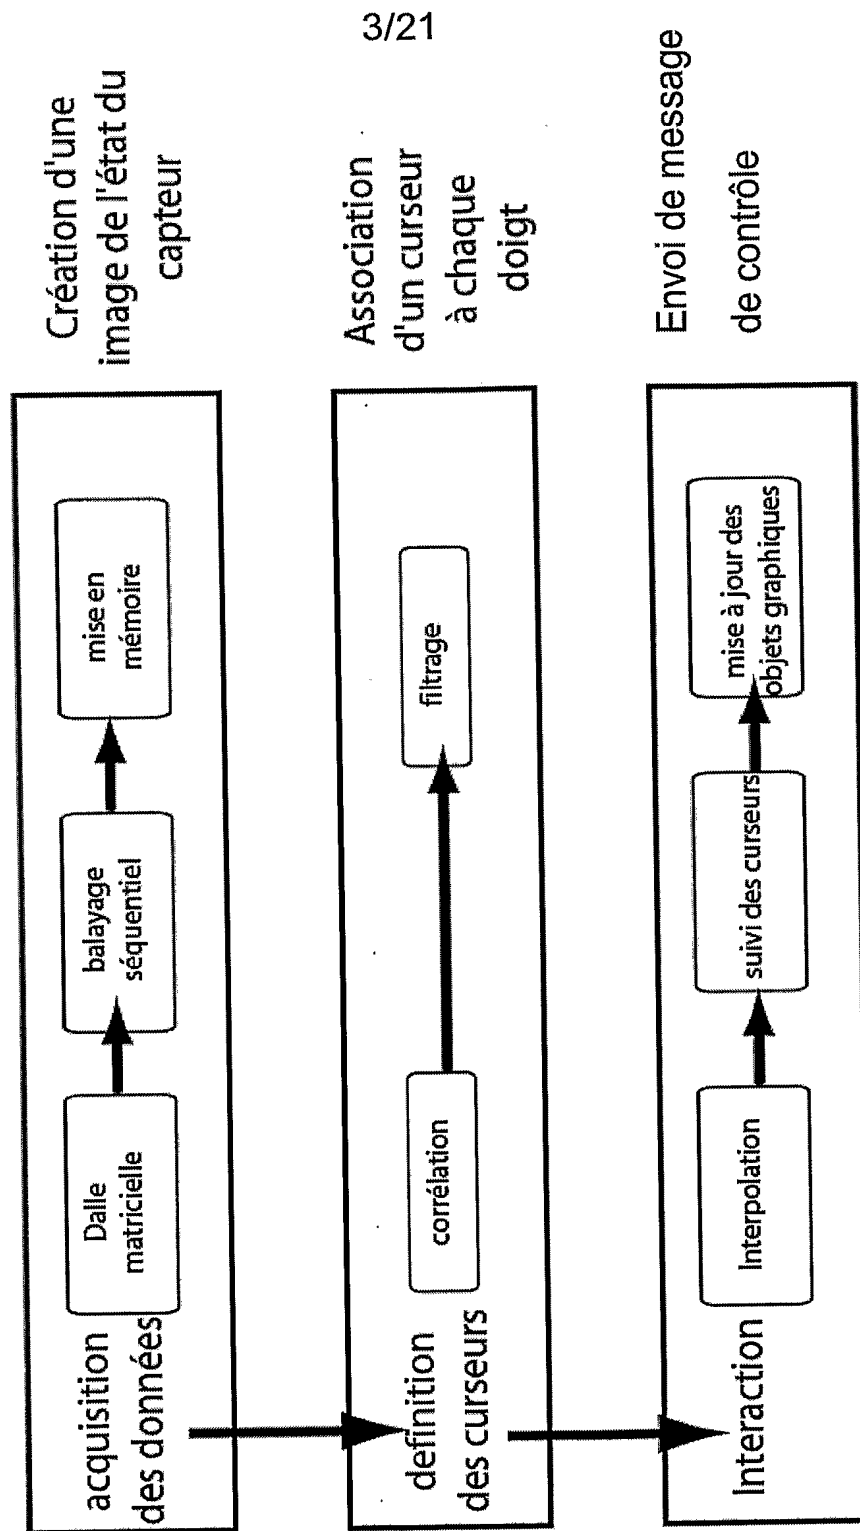 3/21
acquisition
des données
Dalle
matricielle
balayage
séquentiel
mise en
mémoire
Création d'une
image de l'état du
capteur
definition
des curseurs
corrélation
filtrage
Association
d'un curseur
à chaque
doigt
Interaction
Interpolation
suivi des curseurs
mise à jour des
objets graphiques
Envoi de message
de contrôle